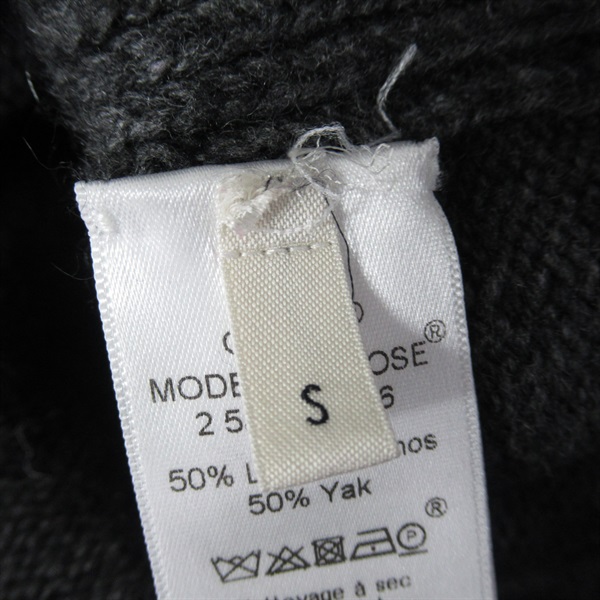 MODE OSE®
S
2 5 6
50% L nos
50% Yak
P
ttoyage à sec